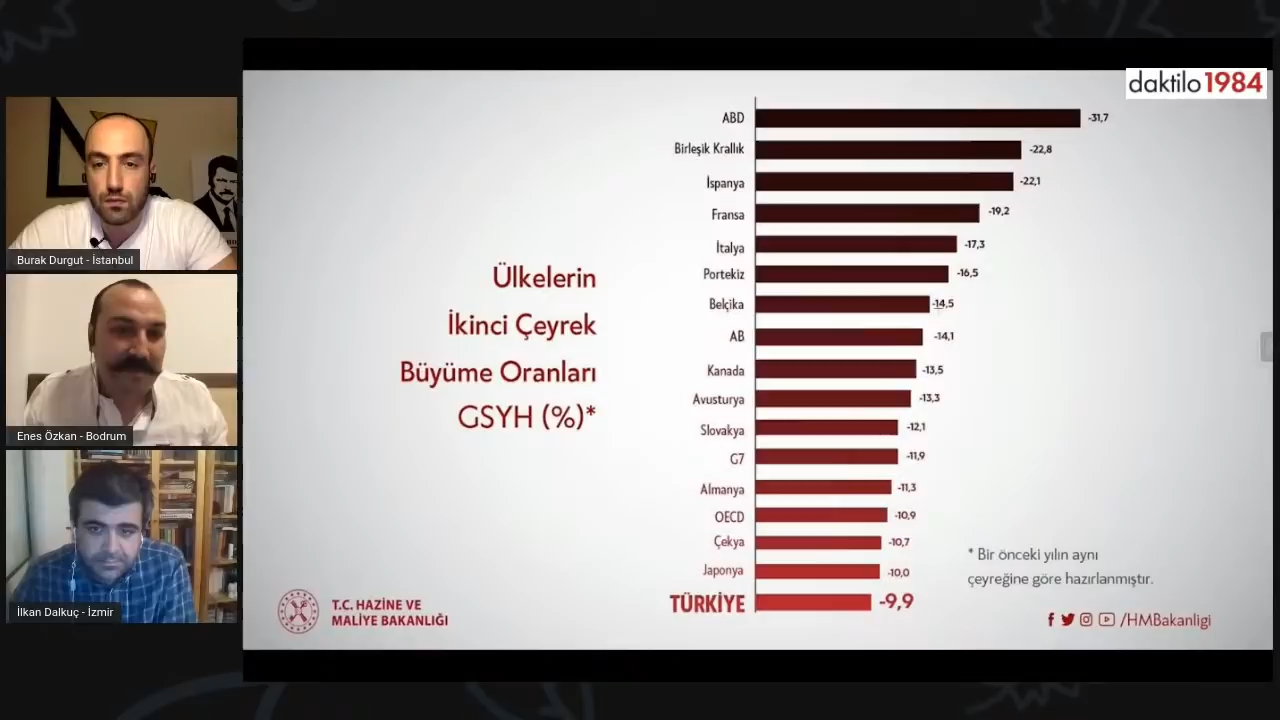 daktilo1984
Burak Durgut - İstanbul
Enes Özkan - Bodrum
İlkan Dalkuç - İzmir
Ülkelerin
İkinci Çeyrek
Büyüme Oranları
GSYH (%)*
ABD -31,7
Birleşik Krallık -22,8
İspanya -22,1
Fransa -19,2
İtalya -17,3
Portekiz -16,5
Belçika -14,5
AB -14,1
Kanada -13,5
Avusturya -13,3
Slovakya -12,1
G7 -11,9
Almanya -11,3
OECD -10,9
Çekya -10,7
Japonya -10,0
TÜRKİYE -9,9
* Bir önceki yılın aynı
çeyreğine göre hazırlanmıştır.
T.C. HAZİNE VE
MALİYE BAKANLIĞI
/HMBakanligi